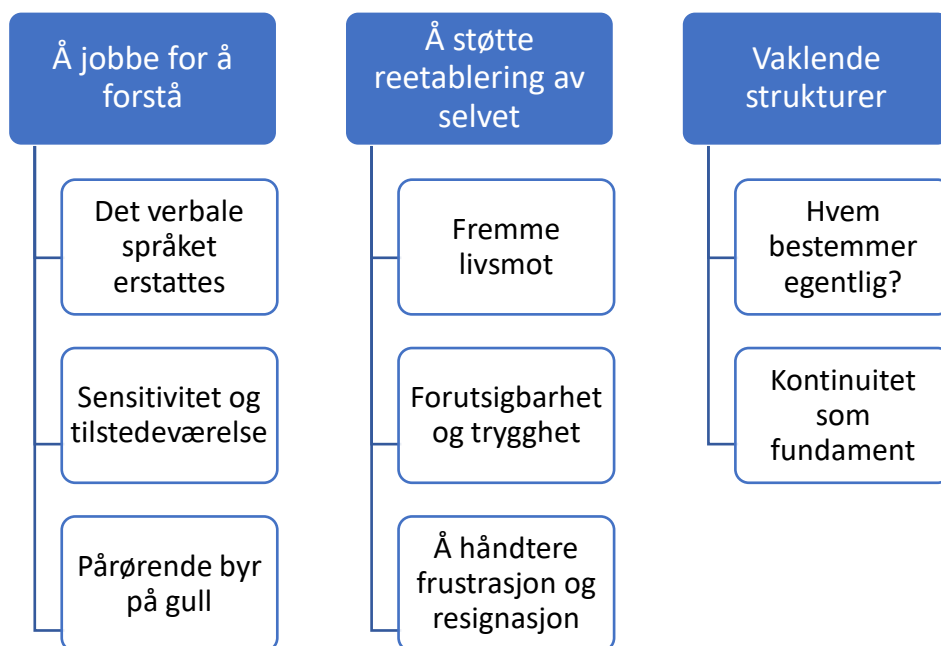 Å jobbe for å
forstå
Det verbale
språket
erstattes
Sensitivitet og
tilstedeværelse
Pårørende byr
på gull
Å støtte
reetablering av
selvet
Fremme
livsmot
Forutsigbarhet
og trygghet
Å håndtere
frustrasjon og
resignasjon
Vaklende
strukturer
Hvem
bestemmer
egentlig?
Kontinuitet
som
fundament